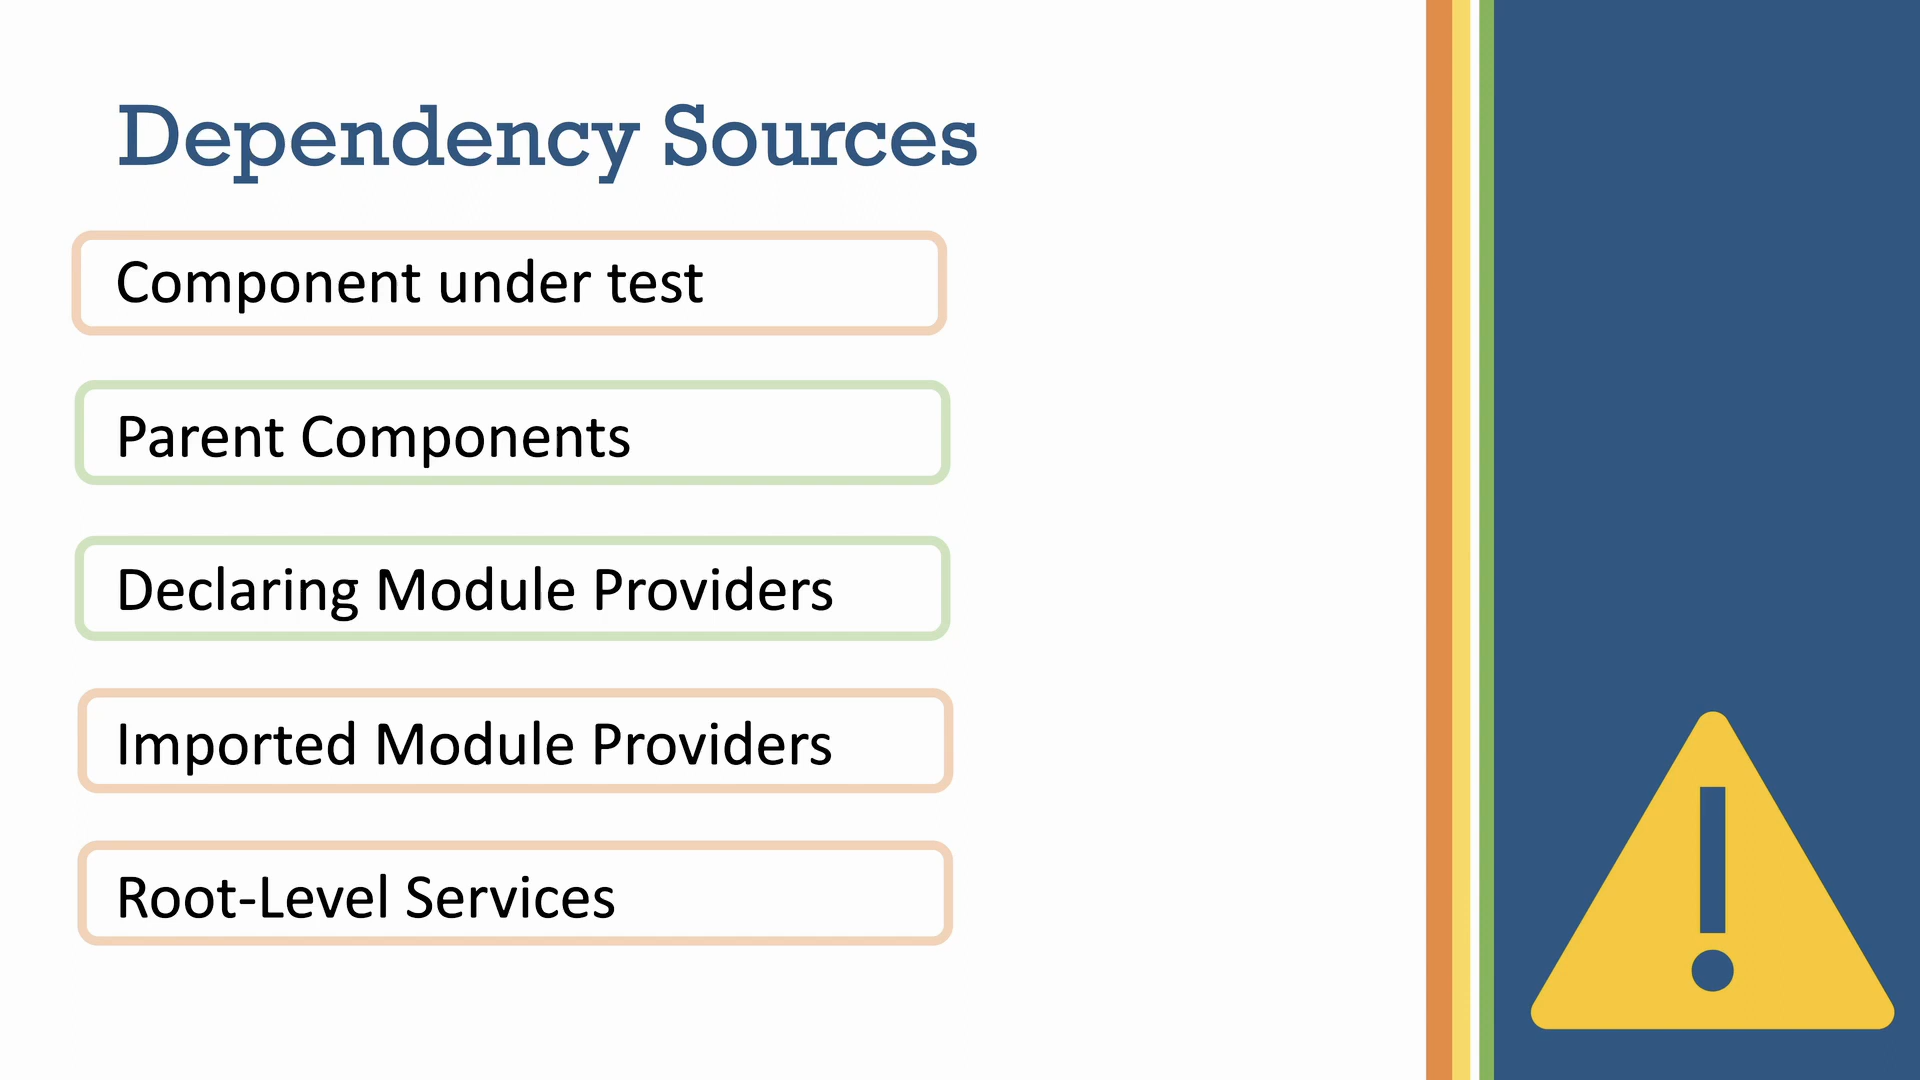 Dependency Sources
Component under test
Parent Components
Declaring Module Providers
Imported Module Providers
Root-Level Services